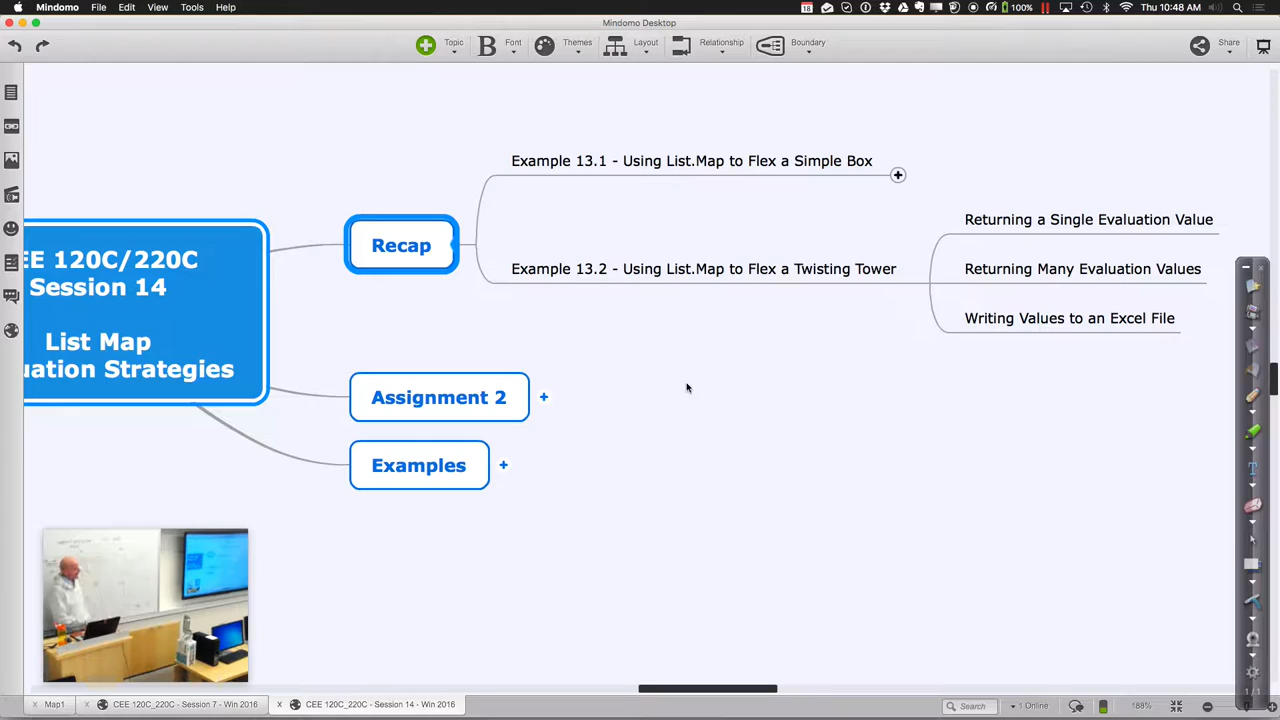 Mindomo File Edit View Tools Help
18 100% Thu 10:48 AM
Mindomo Desktop
Topic Font Themes Layout Relationship Boundary Share
Example 13.1 - Using List.Map to Flex a Simple Box
Returning a Single Evaluation Value
Recap
EE 120C/220C
Session 14
Example 13.2 - Using List.Map to Flex a Twisting Tower
Returning Many Evaluation Values
Writing Values to an Excel File
List Map
uation Strategies
Assignment 2
Examples
1 / 1
Map1 CEE 120C_220C - Session 7 - Win 2016 CEE 120C_220C - Session 14 - Win 2016 Search 1 Online 188%